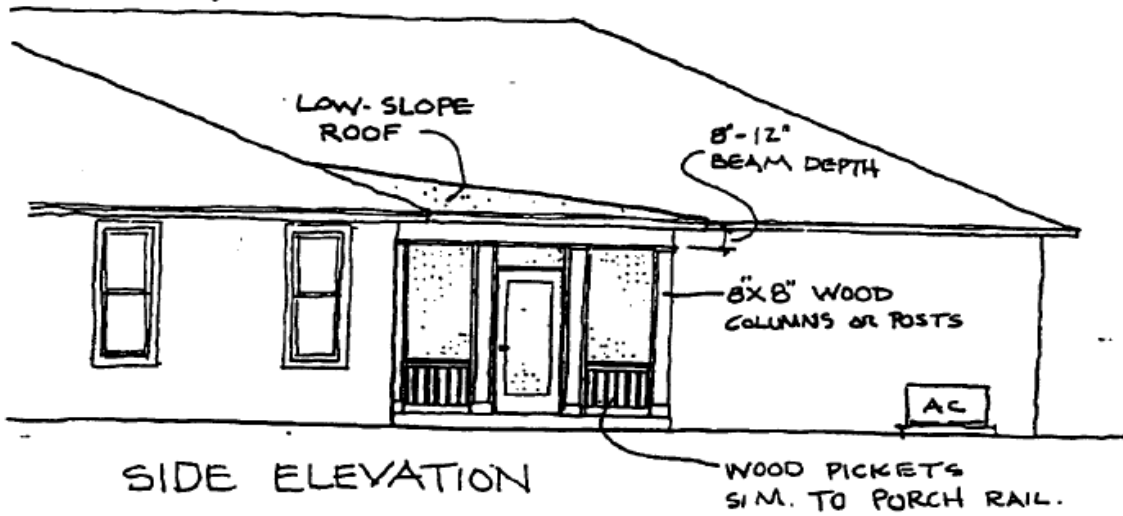 LOW-SLOPE
ROOF
8"-12"
BEAM DEPTH
8"X8" WOOD
COLUMNS OR POSTS
AC
WOOD PICKETS
SIM. TO PORCH RAIL.
SIDE ELEVATION